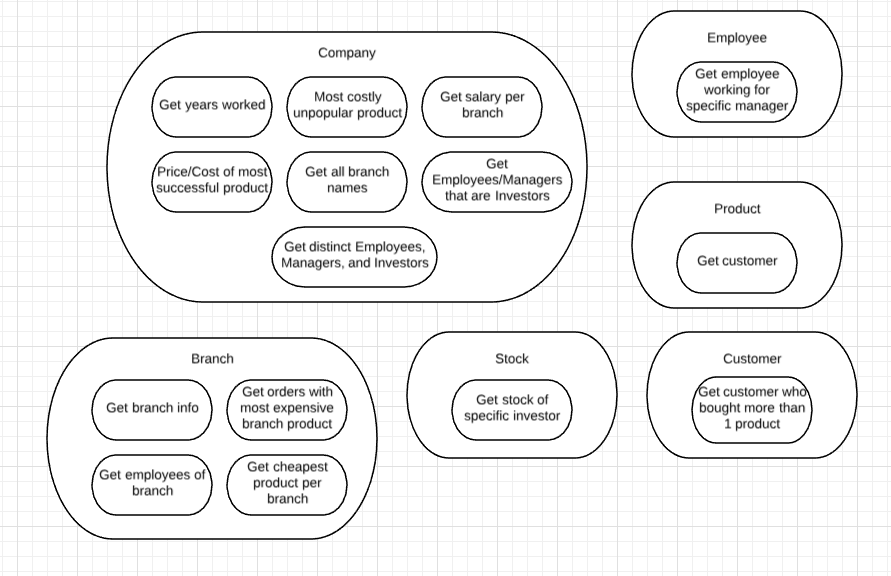 Company
Get years worked
Most costly
unpopular product
Get salary per
branch
Price/Cost of most
successful product
Get all branch
names
Get
Employees/Managers
that are Investors
Get distinct Employees,
Managers, and Investors
Employee
Get employee
working for
specific manager
Product
Get customer
Branch
Get branch info
Get orders with
most expensive
branch product
Get employees of
branch
Get cheapest
product per
branch
Stock
Get stock of
specific investor
Customer
Get customer who
bought more than
1 product